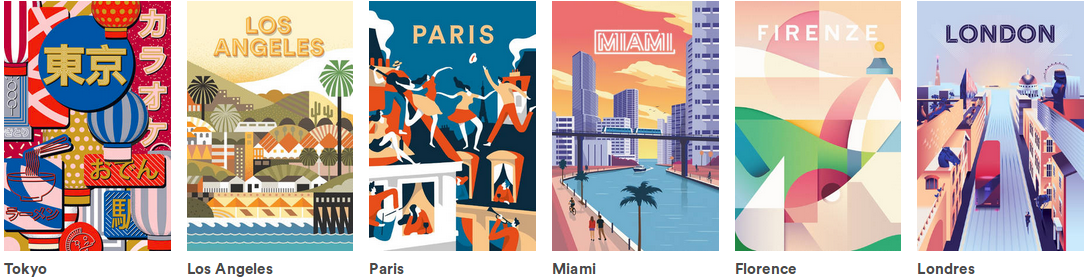 東京
カラオケ
おでん
ラーメン
駅
Tokyo
LOS
ANGELES
Los Angeles
PARIS
Paris
MIAMI
Miami
FIRENZE
Florence
LONDON
Londres